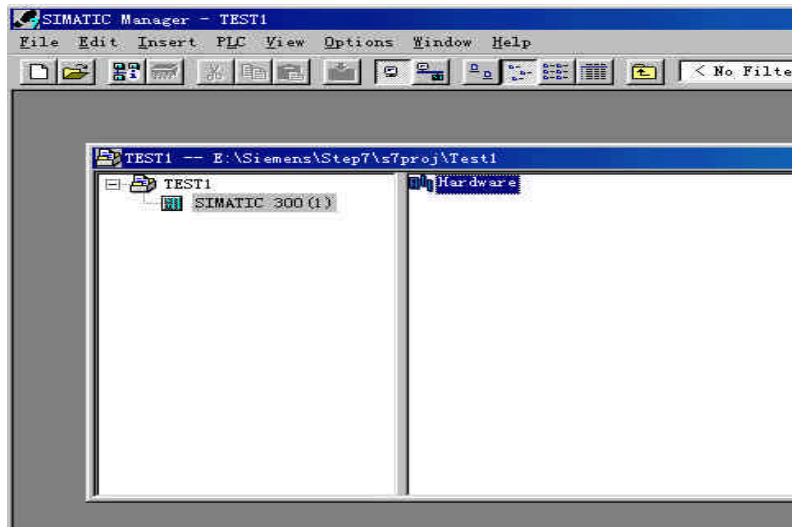 SIMATIC Manager - TEST1
File Edit Insert PLC View Options Window Help
< No Filte
TEST1 -- E:\Siemens\Step7\s7proj\Test1
TEST1
SIMATIC 300(1)
Hardware